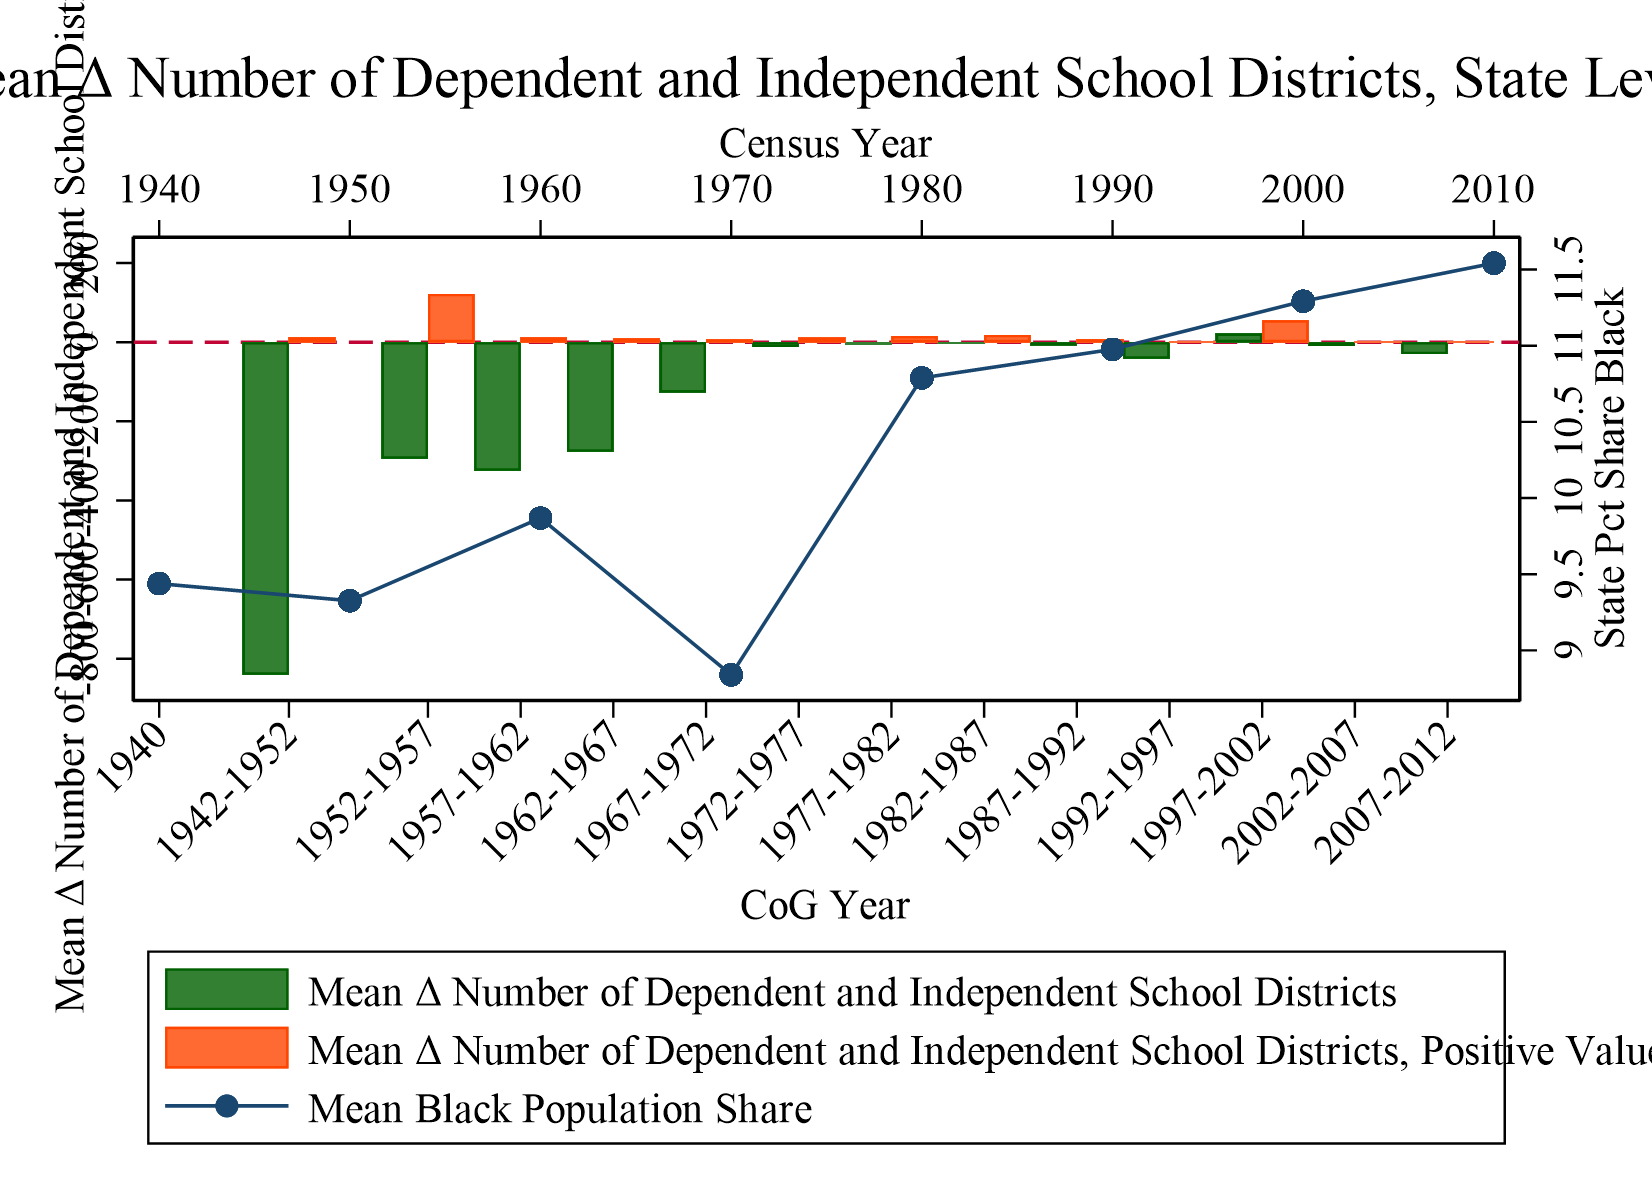 ean Δ Number of Dependent and Independent School Districts, State Lev
Census Year
1940 1950 1960 1970 1980 1990 2000 2010
Mean Δ Number of Dependent and Independent School Dist
200
0
-200
-400
-600
-800
11.5
11
10.5
10
9.5
9
State Pct Share Black
1940 1942-1952 1952-1957 1957-1962 1962-1967 1967-1972 1972-1977 1977-1982 1982-1987 1987-1992 1992-1997 1997-2002 2002-2007 2007-2012
CoG Year
Mean Δ Number of Dependent and Independent School Districts
Mean Δ Number of Dependent and Independent School Districts, Positive Value
Mean Black Population Share